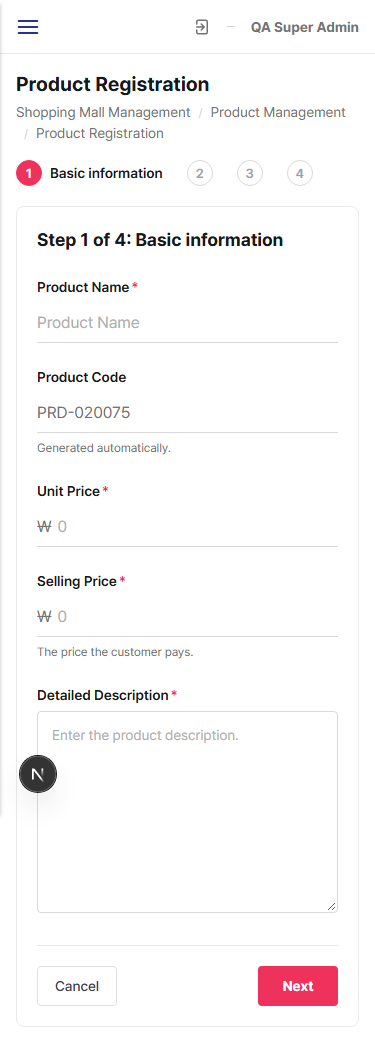 QA Super Admin
Product Registration
Shopping Mall Management / Product Management
/ Product Registration
1 Basic information 2 3 4
Step 1 of 4: Basic information
Product Name *
Product Name
Product Code
PRD-020075
Generated automatically.
Unit Price *
₩ 0
Selling Price *
₩ 0
The price the customer pays.
Detailed Description *
Enter the product description.
N
Cancel Next